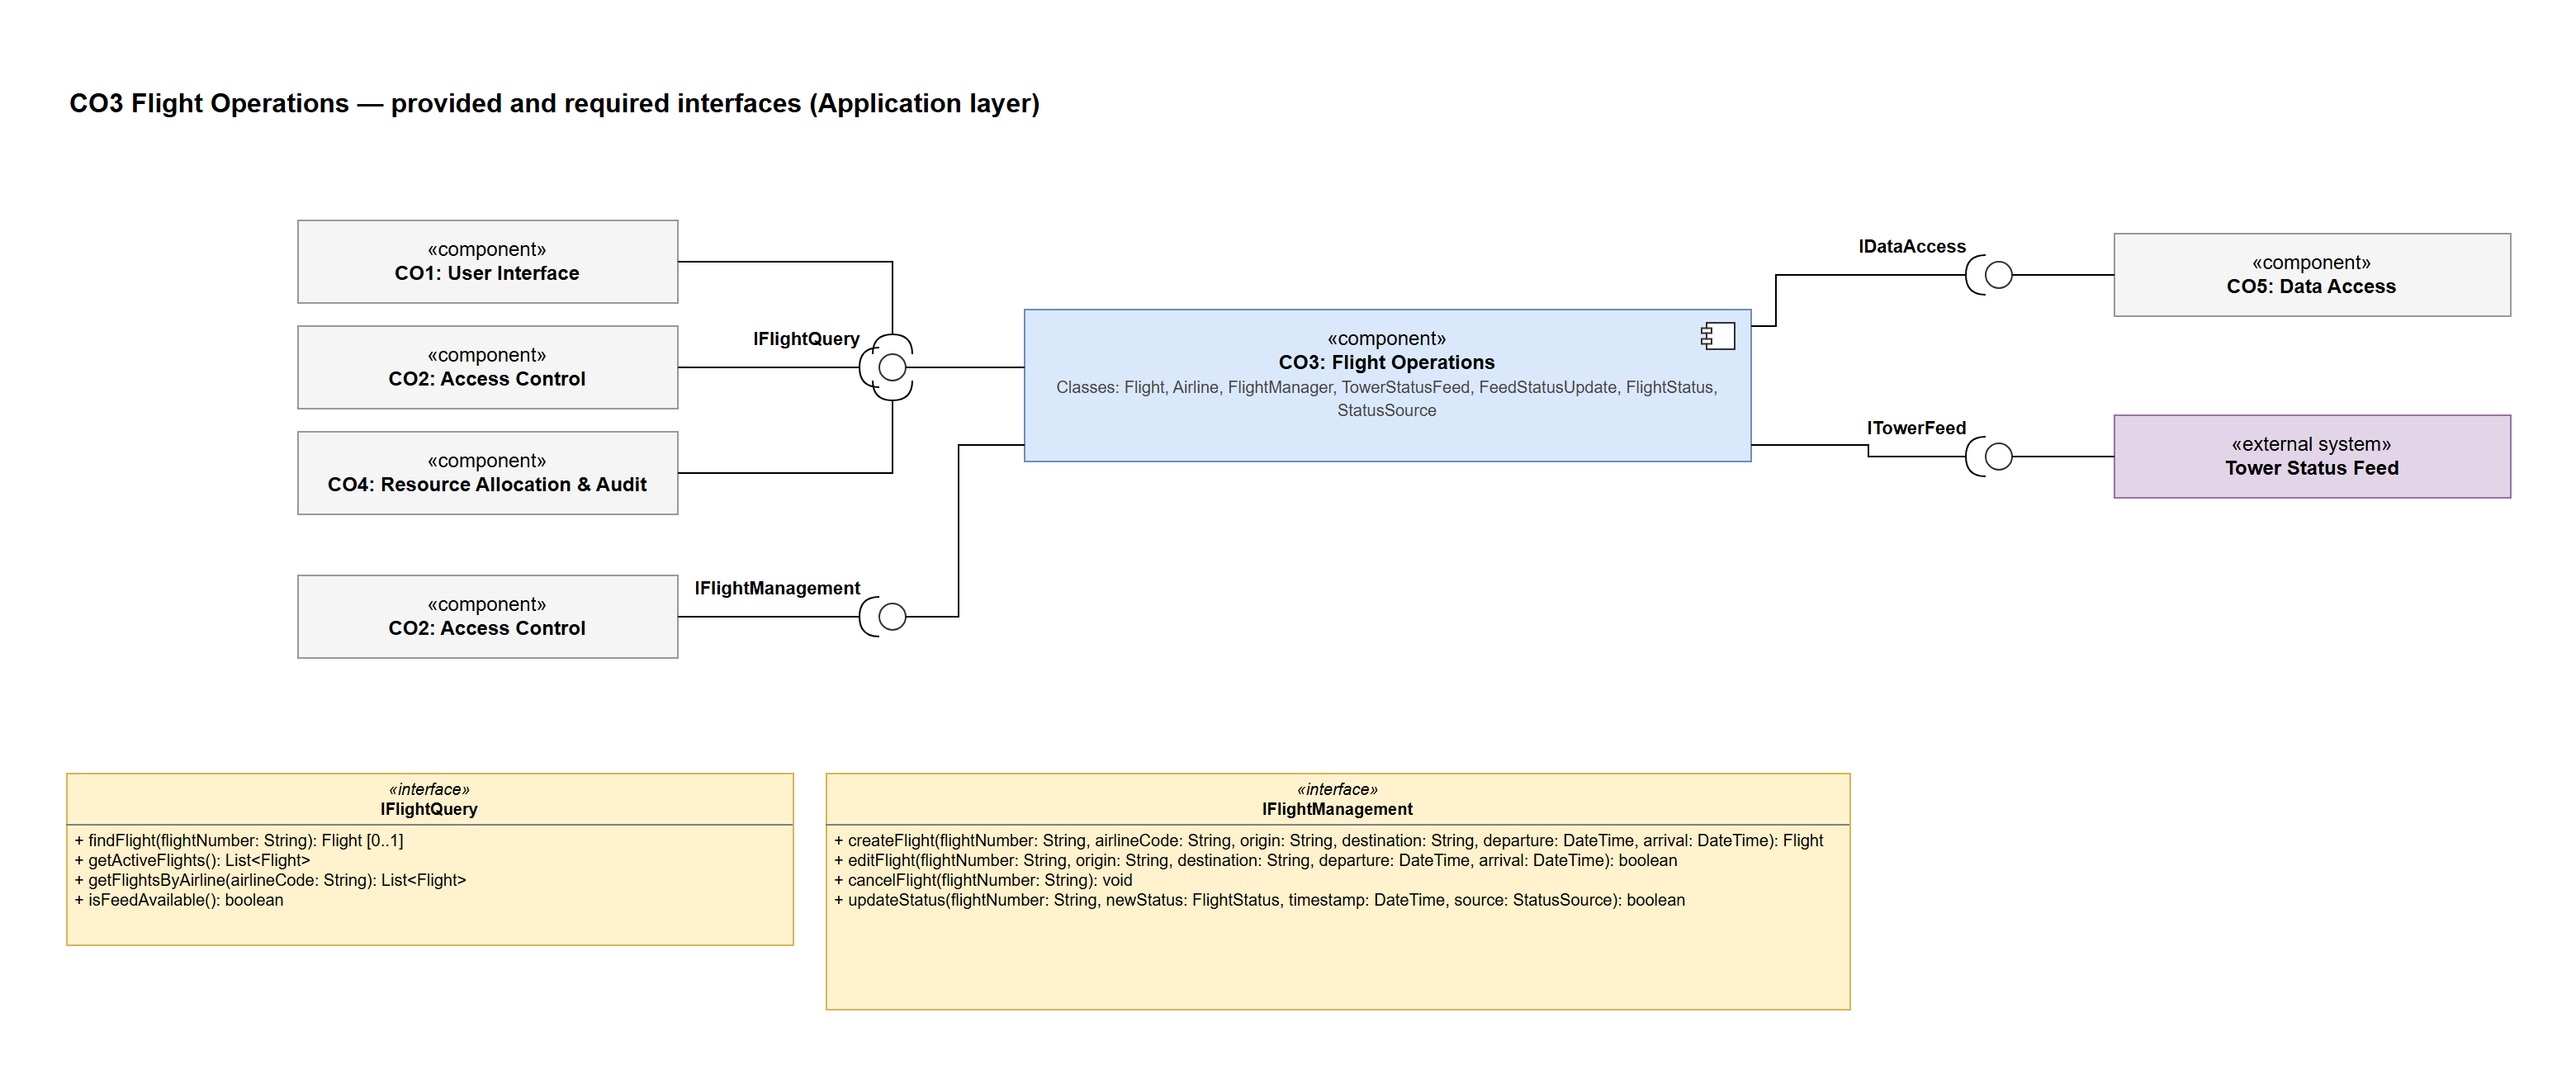 CO3 Flight Operations — provided and required interfaces (Application layer)
«component»
CO1: User Interface
IFlightQuery
«component»
CO2: Access Control
«component»
CO4: Resource Allocation & Audit
IFlightManagement
«component»
CO2: Access Control
«component»
CO3: Flight Operations
Classes: Flight, Airline, FlightManager, TowerStatusFeed, FeedStatusUpdate, FlightStatus,
StatusSource
IDataAccess
«component»
CO5: Data Access
ITowerFeed
«external system»
Tower Status Feed
«interface»
IFlightQuery
+ findFlight(flightNumber: String): Flight [0..1]
+ getActiveFlights(): List<Flight>
+ getFlightsByAirline(airlineCode: String): List<Flight>
+ isFeedAvailable(): boolean
«interface»
IFlightManagement
+ createFlight(flightNumber: String, airlineCode: String, origin: String, destination: String, departure: DateTime, arrival: DateTime): Flight
+ editFlight(flightNumber: String, origin: String, destination: String, departure: DateTime, arrival: DateTime): boolean
+ cancelFlight(flightNumber: String): void
+ updateStatus(flightNumber: String, newStatus: FlightStatus, timestamp: DateTime, source: StatusSource): boolean